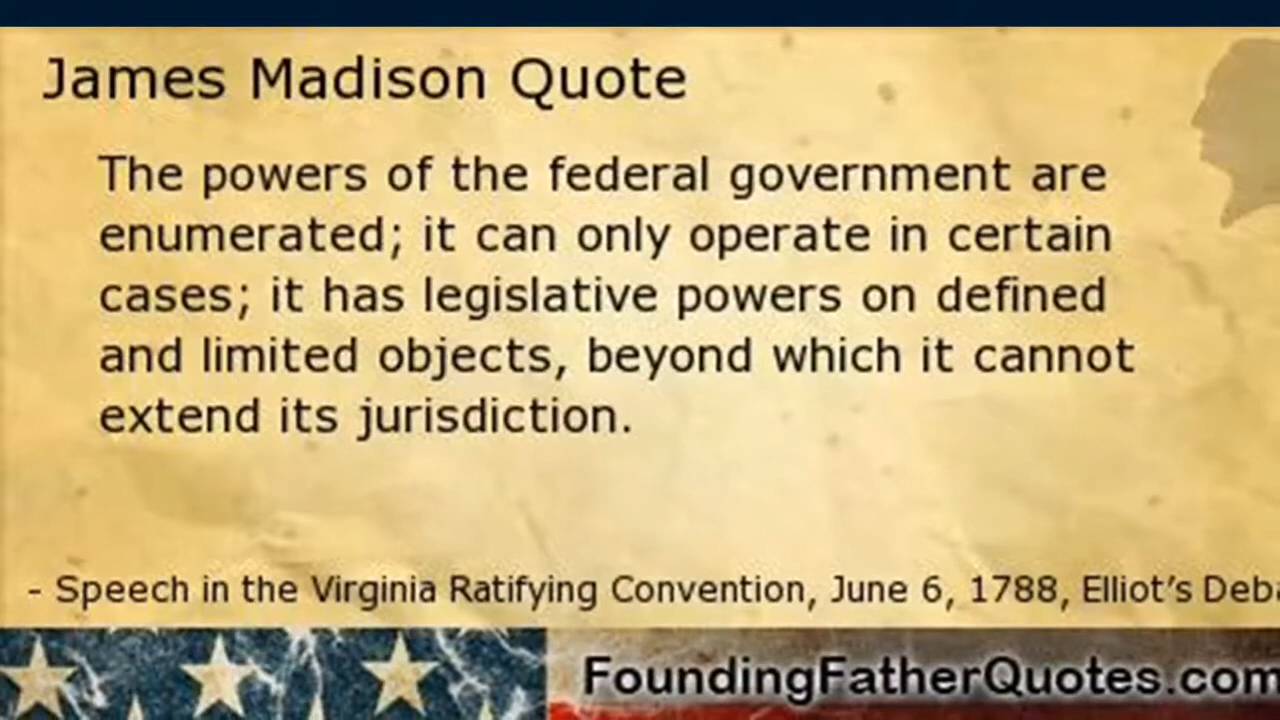 James Madison Quote
The powers of the federal government are
enumerated; it can only operate in certain
cases; it has legislative powers on defined
and limited objects, beyond which it cannot
extend its jurisdiction.
- Speech in the Virginia Ratifying Convention, June 6, 1788, Elliot’s
FoundingFatherQuotes.com